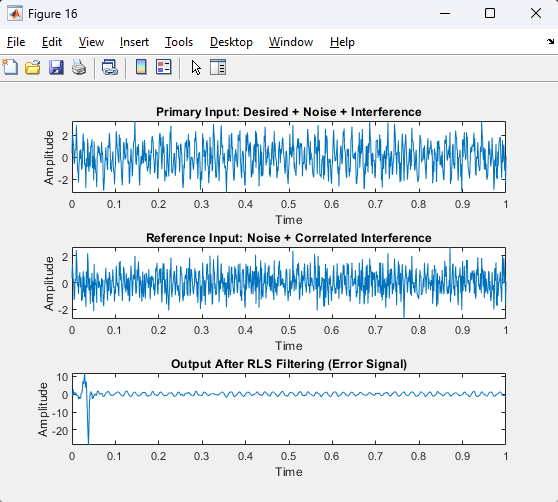 Figure 16
File Edit View Insert Tools Desktop Window Help
Primary Input: Desired + Noise + Interference
Amplitude
2
0
-2
0 0.1 0.2 0.3 0.4 0.5 0.6 0.7 0.8 0.9 1
Time
Reference Input: Noise + Correlated Interference
Amplitude
2
0
-2
0 0.1 0.2 0.3 0.4 0.5 0.6 0.7 0.8 0.9 1
Time
Output After RLS Filtering (Error Signal)
Amplitude
10
0
-10
-20
0 0.1 0.2 0.3 0.4 0.5 0.6 0.7 0.8 0.9 1
Time